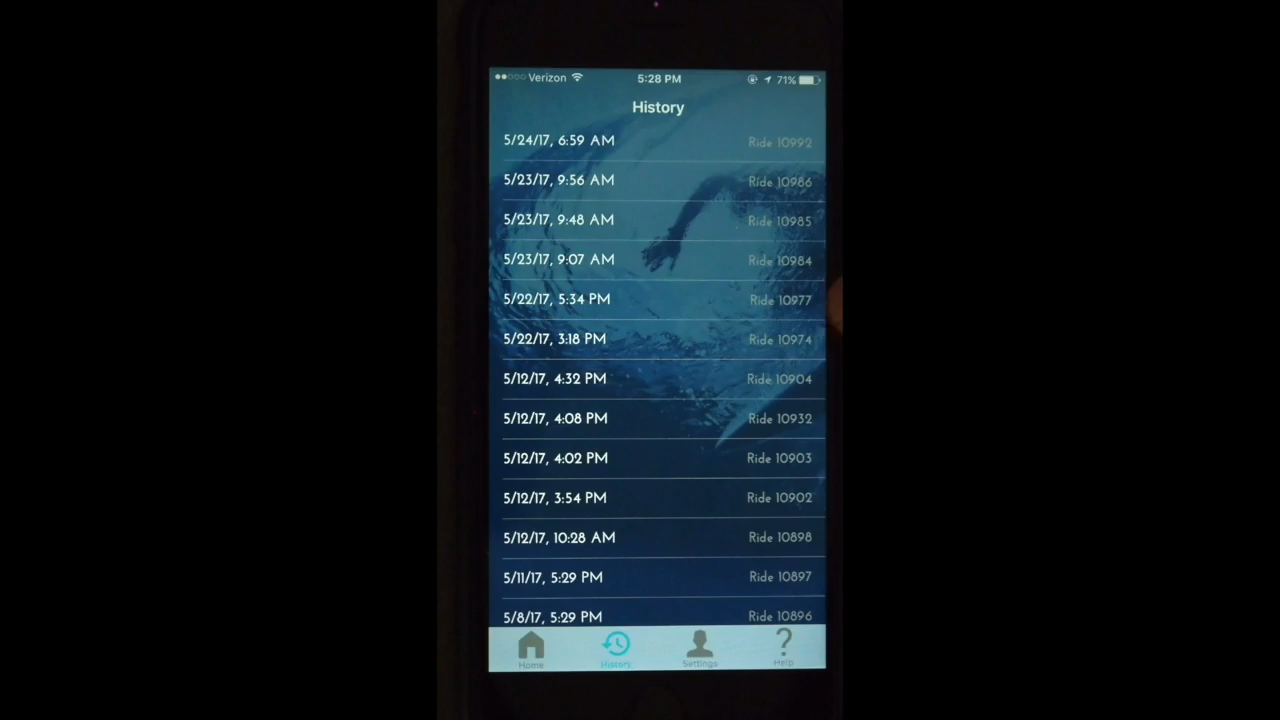 Verizon 5:28 PM 71%
History
5/24/17, 6:59 AM Ride 10992
5/23/17, 9:56 AM Ride 10986
5/23/17, 9:48 AM Ride 10985
5/23/17, 9:07 AM Ride 10984
5/22/17, 5:34 PM Ride 10977
5/22/17, 3:18 PM Ride 10974
5/12/17, 4:32 PM Ride 10904
5/12/17, 4:08 PM Ride 10932
5/12/17, 4:02 PM Ride 10903
5/12/17, 3:54 PM Ride 10902
5/12/17, 10:28 AM Ride 10898
5/11/17, 5:29 PM Ride 10897
5/8/17, 5:29 PM Ride 10896
Home History Settings Help